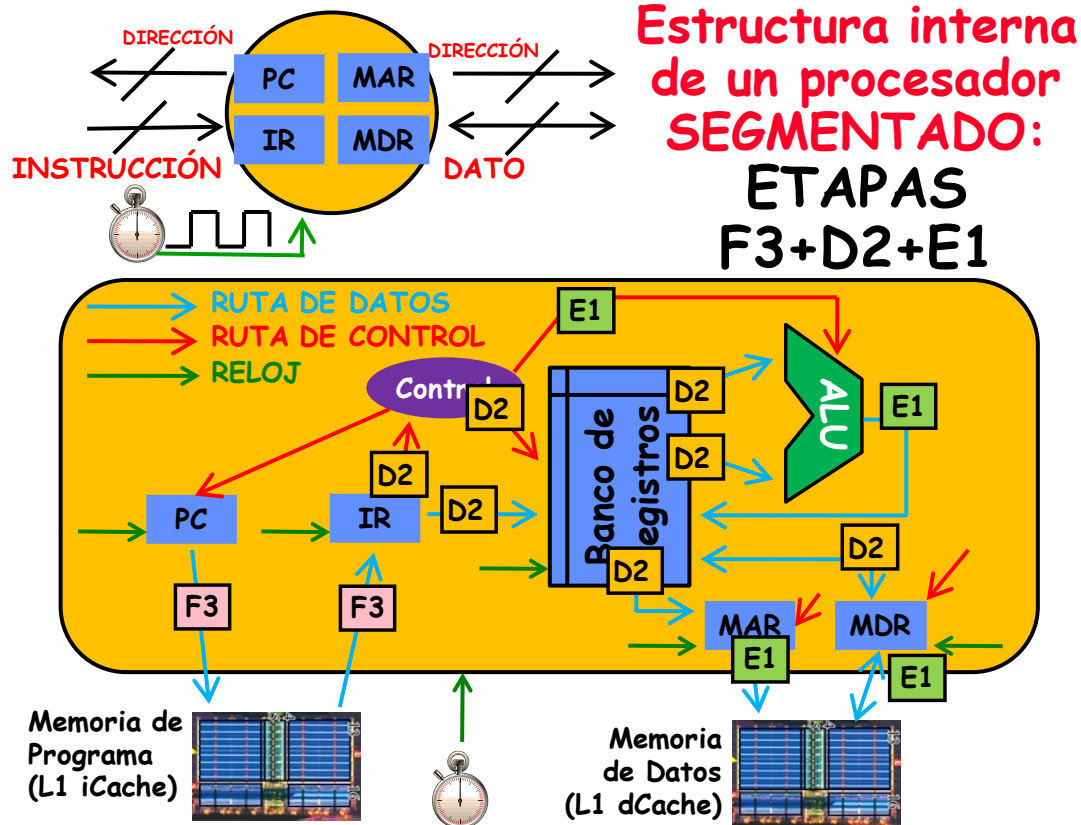 Estructura interna
de un procesador
SEGMENTADO:
ETAPAS
F3+D2+E1
DIRECCIÓN
DIRECCIÓN
PC
MAR
IR
MDR
INSTRUCCIÓN
DATO
RUTA DE DATOS
RUTA DE CONTROL
RELOJ
E1
Control
D2
D2
D2
ALU
E1
Banco de
Registros
D2
D2
PC
IR
D2
D2
D2
F3
F3
MAR
MDR
E1
E1
Memoria de
Programa
(L1 iCache)
Memoria
de Datos
(L1 dCache)